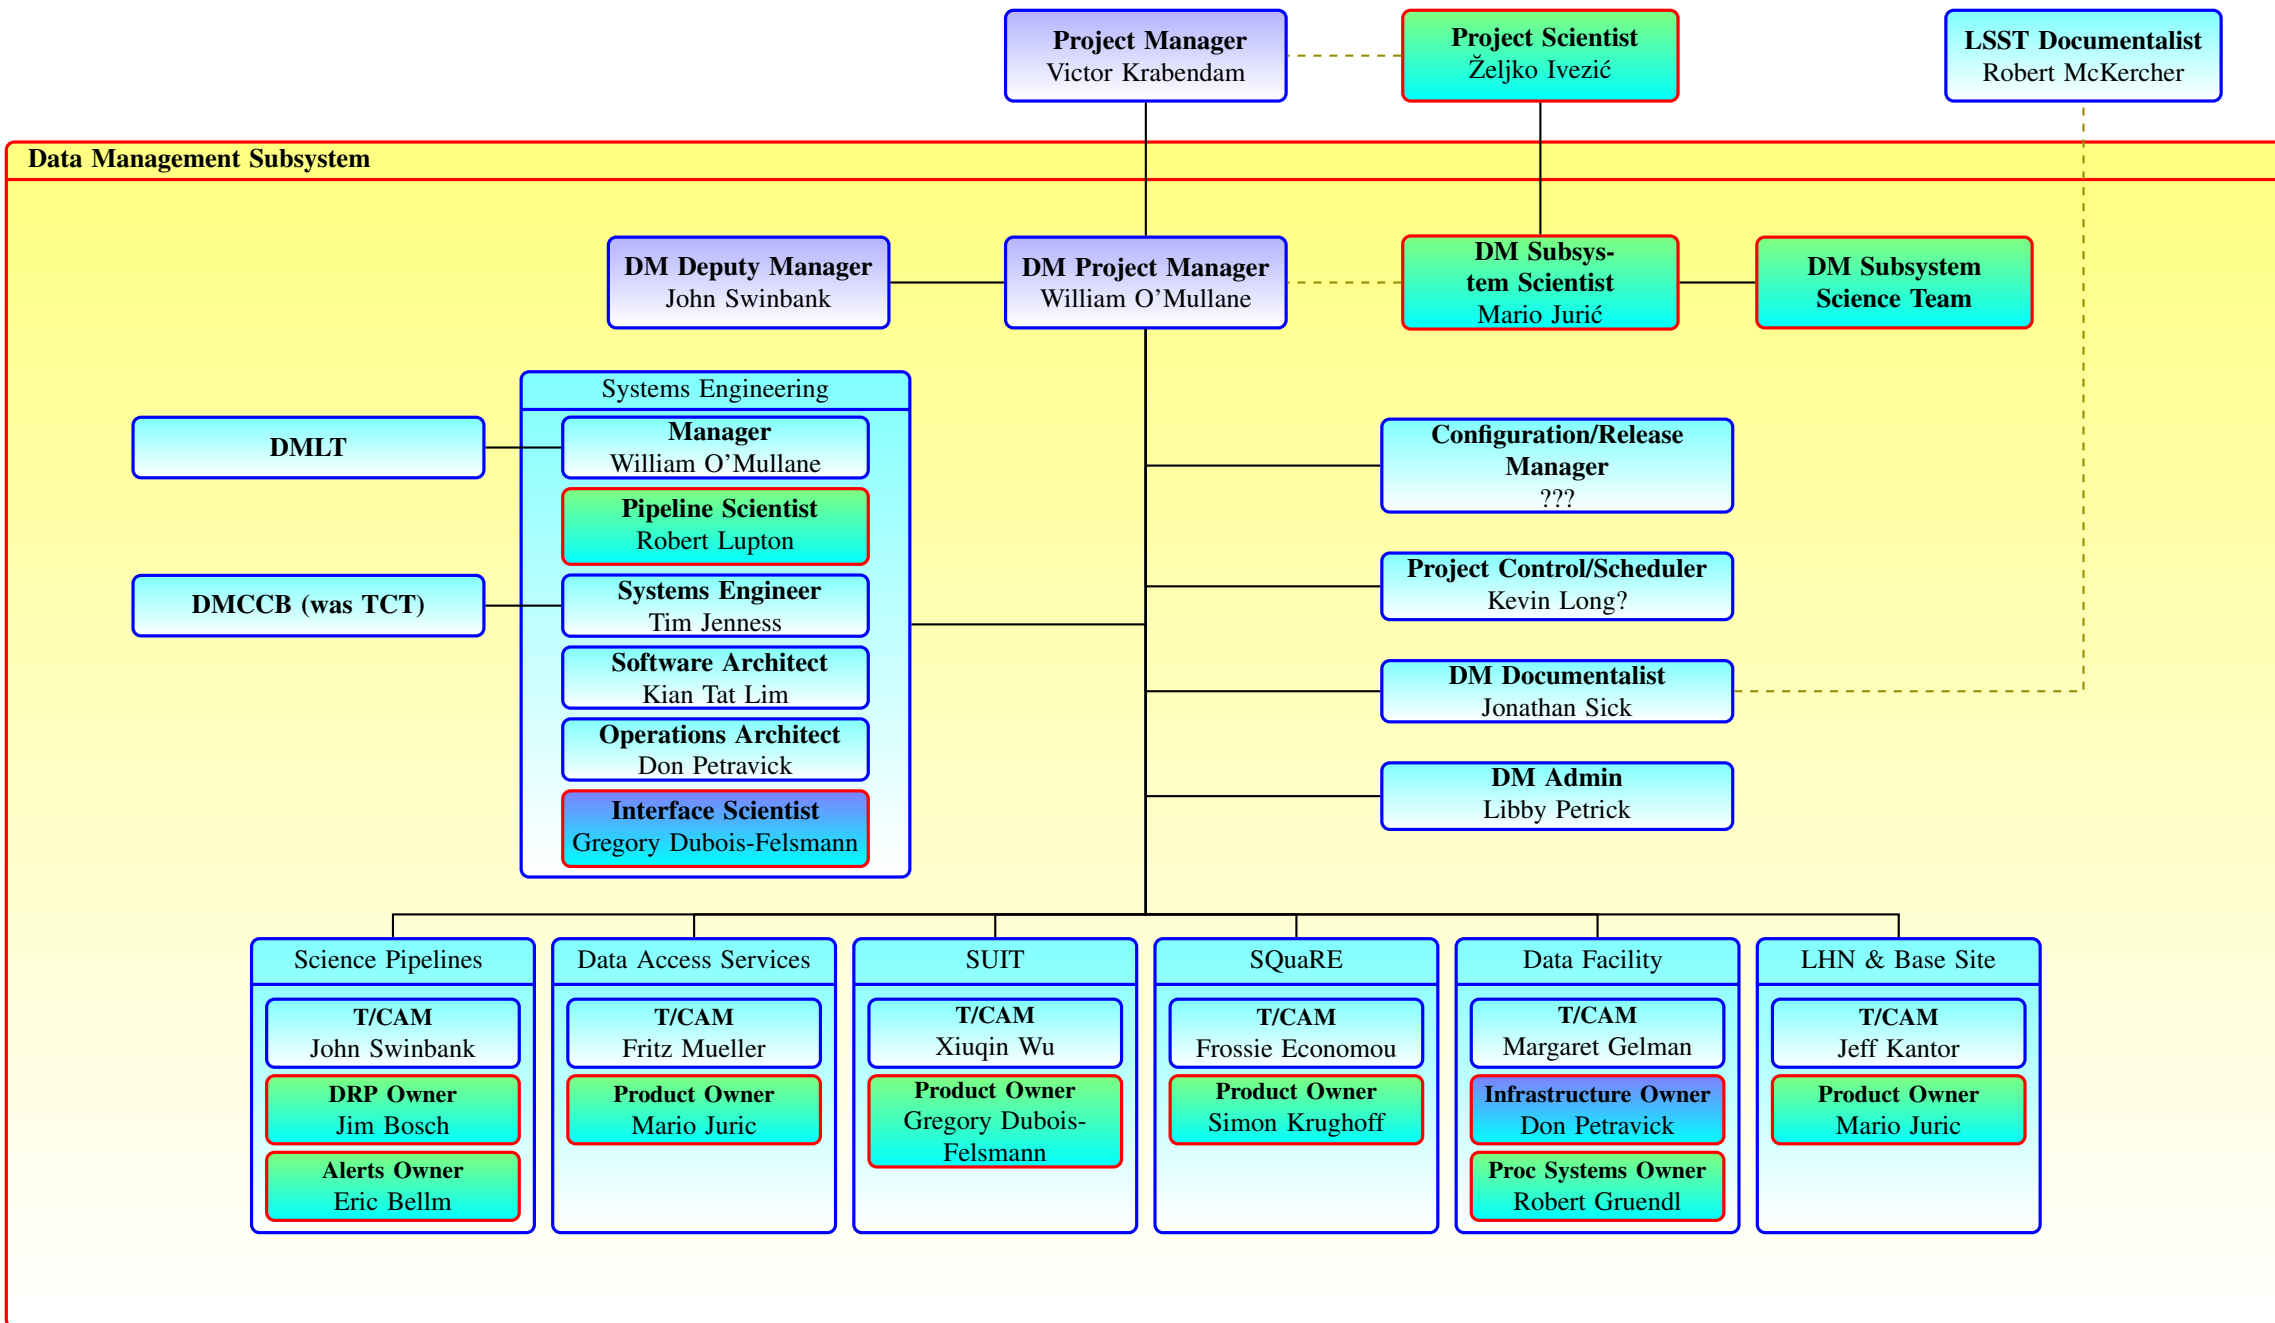 Project Manager
Victor Krabendam
Project Scientist
Željko Ivezić
LSST Documentalist
Robert McKercher
Data Management Subsystem
DM Deputy Manager
John Swinbank
DM Project Manager
William O'Mullane
DM Subsys-
tem Scientist
Mario Jurić
DM Subsystem
Science Team
Systems Engineering
DMLT
Manager
William O'Mullane
Pipeline Scientist
Robert Lupton
DMCCB (was TCT)
Systems Engineer
Tim Jenness
Software Architect
Kian Tat Lim
Operations Architect
Don Petravick
Interface Scientist
Gregory Dubois-Felsmann
Configuration/Release
Manager
???
Project Control/Scheduler
Kevin Long?
DM Documentalist
Jonathan Sick
DM Admin
Libby Petrick
Science Pipelines
T/CAM
John Swinbank
DRP Owner
Jim Bosch
Alerts Owner
Eric Bellm
Data Access Services
T/CAM
Fritz Mueller
Product Owner
Mario Juric
SUIT
T/CAM
Xiuqin Wu
Product Owner
Gregory Dubois-
Felsmann
SQuaRE
T/CAM
Frossie Economou
Product Owner
Simon Krughoff
Data Facility
T/CAM
Margaret Gelman
Infrastructure Owner
Don Petravick
Proc Systems Owner
Robert Gruendl
LHN & Base Site
T/CAM
Jeff Kantor
Product Owner
Mario Juric